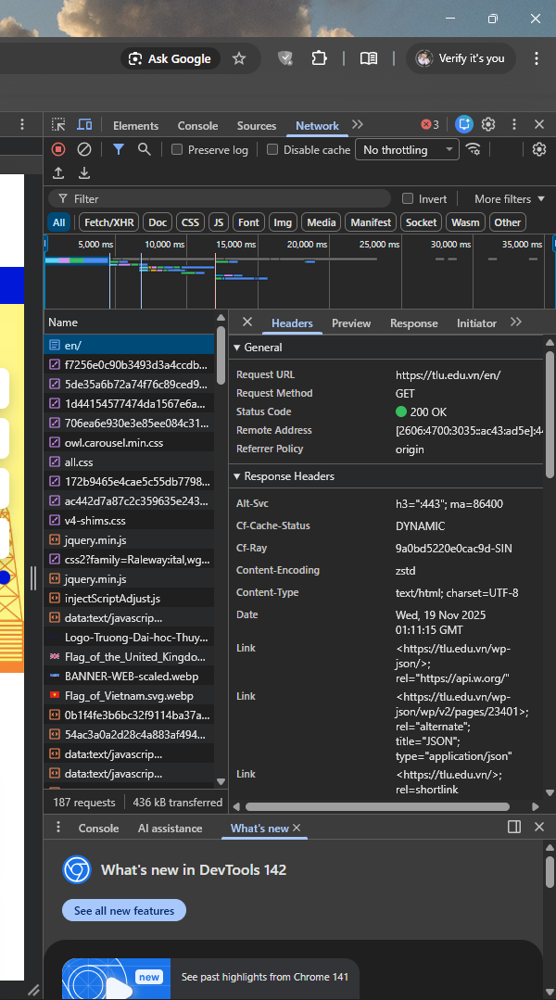 Ask Google
Verify it's you
Elements
Console
Sources
Network
3
Preserve log
Disable cache
No throttling
Filter
Invert
More filters
All
Fetch/XHR
Doc
CSS
JS
Font
Img
Media
Manifest
Socket
Wasm
Other
5,000 ms
10,000 ms
15,000 ms
20,000 ms
25,000 ms
30,000 ms
35,000 ms
Name
en/
f7256e0c90b3493d3a4ccdb...
5de35a6b72a74f76c89ced9...
1d44154577474da1567e6a...
706ea6e930e3e85ee084c31...
owl.carousel.min.css
all.css
172b9465e4cae5c55db7798...
ac442d7a87c2c359635e243...
v4-shims.css
jquery.min.js
css2?family=Raleway:ital,wg...
jquery.min.js
injectScriptAdjust.js
data:text/javascrip...
Logo-Truong-Dai-hoc-Thuy...
Flag_of_the_United_Kingdo...
BANNER-WEB-scaled.webp
Flag_of_Vietnam.svg.webp
0b1f4fe3b6bc32f9114ba37a...
54ac3a0a2d28c4a883af494...
data:text/javascrip...
data:text/javascrip...
187 requests
436 kB transferred
Headers
Preview
Response
Initiator
General
Request URL
https://tlu.edu.vn/en/
Request Method
GET
Status Code
200 OK
Remote Address
[2606:4700:3035::ac43:ad5e]:4
Referrer Policy
origin
Response Headers
Alt-Svc
h3=":443"; ma=86400
Cf-Cache-Status
DYNAMIC
Cf-Ray
9a0bd5220e0cac9d-SIN
Content-Encoding
zstd
Content-Type
text/html; charset=UTF-8
Date
Wed, 19 Nov 2025
01:11:15 GMT
Link
<https://tlu.edu.vn/wp-
json/>;
rel="https://api.w.org/"
Link
<https://tlu.edu.vn/wp-
json/wp/v2/pages/23401>;
rel="alternate";
title="JSON";
type="application/json"
Link
<https://tlu.edu.vn/>;
rel=shortlink
Console
AI assistance
What's new
What's new in DevTools 142
See all new features
new
See past highlights from Chrome 141